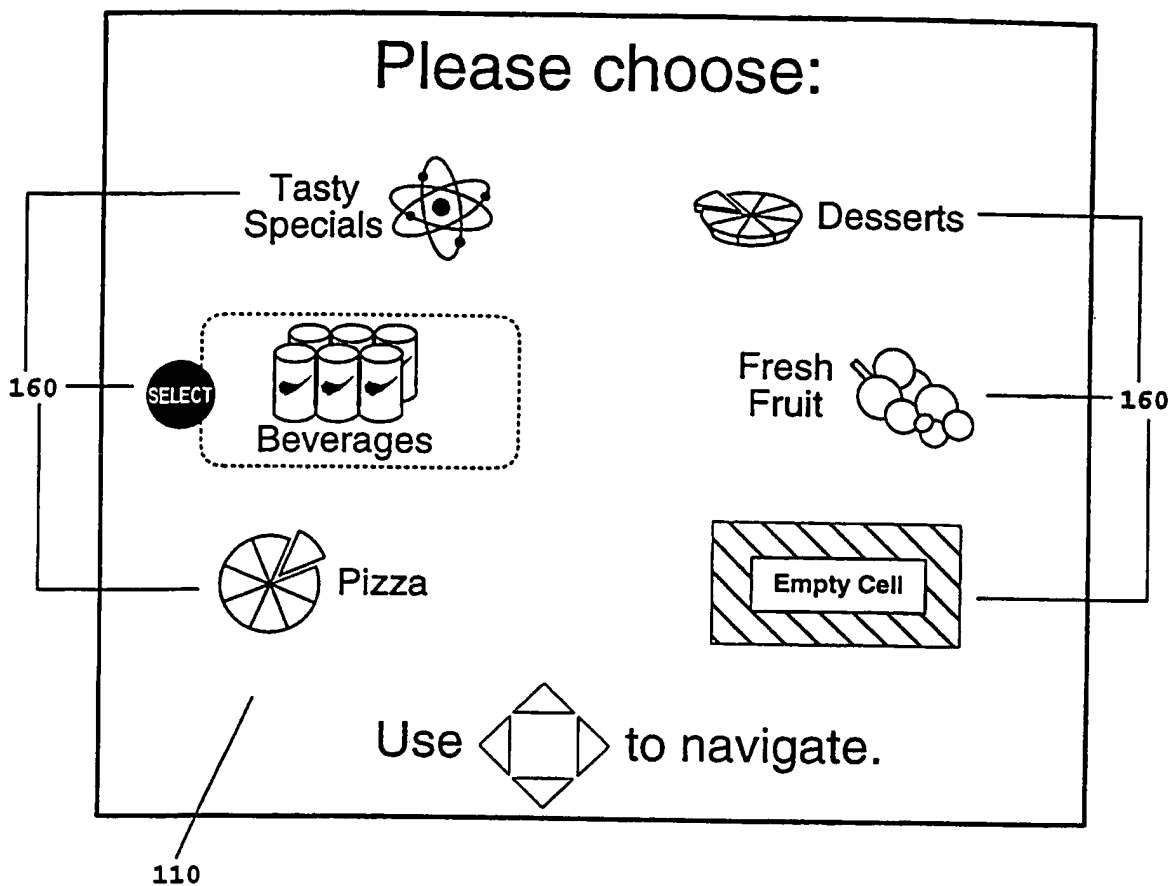 Please choose:
Tasty
Specials
Desserts
160
SELECT
Beverages
Fresh
Fruit
160
Pizza
Empty Cell
Use to navigate.
110